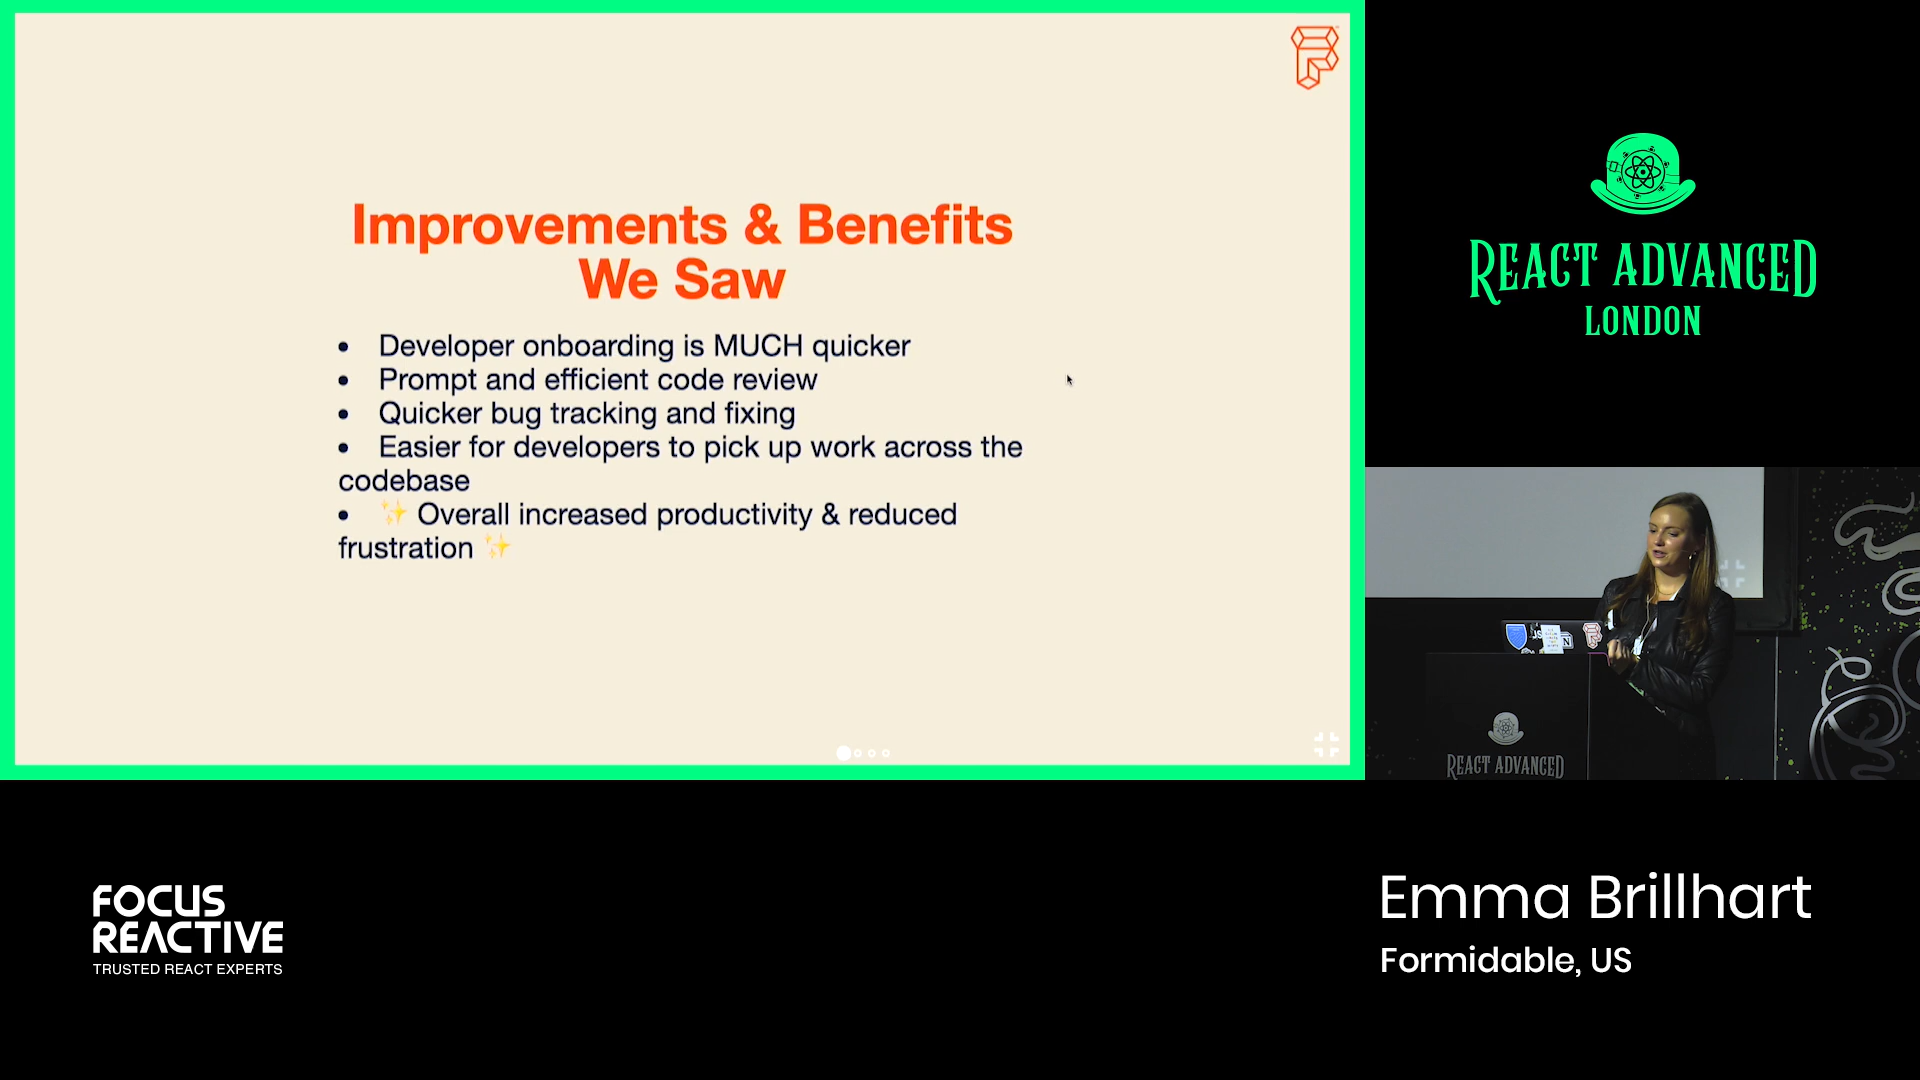 Improvements & Benefits
We Saw
• Developer onboarding is MUCH quicker
• Prompt and efficient code review
• Quicker bug tracking and fixing
• Easier for developers to pick up work across the
codebase
• ✨ Overall increased productivity & reduced
frustration ✨
REACT ADVANCED
LONDON
REACT ADVANCED
FOCUS
REACTIVE
TRUSTED REACT EXPERTS
Emma Brillhart
Formidable, US